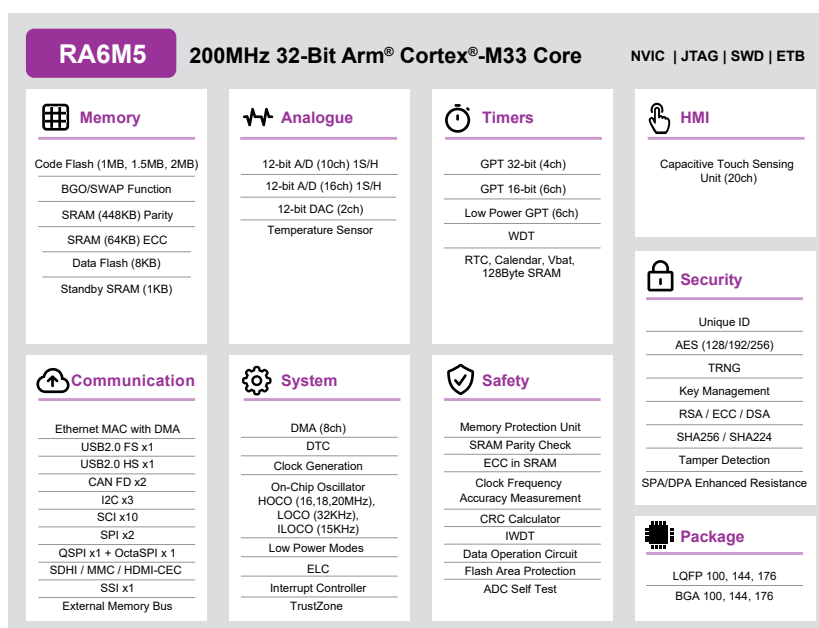 RA6M5
200MHz 32-Bit Arm® Cortex®-M33 Core
NVIC | JTAG | SWD | ETB
Memory
Code Flash (1MB, 1.5MB, 2MB)
BGO/SWAP Function
SRAM (448KB) Parity
SRAM (64KB) ECC
Data Flash (8KB)
Standby SRAM (1KB)
Analogue
12-bit A/D (10ch) 1S/H
12-bit A/D (16ch) 1S/H
12-bit DAC (2ch)
Temperature Sensor
Timers
GPT 32-bit (4ch)
GPT 16-bit (6ch)
Low Power GPT (6ch)
WDT
RTC, Calendar, Vbat,
128Byte SRAM
HMI
Capacitive Touch Sensing
Unit (20ch)
Security
Unique ID
AES (128/192/256)
TRNG
Key Management
RSA / ECC / DSA
SHA256 / SHA224
Tamper Detection
SPA/DPA Enhanced Resistance
Communication
Ethernet MAC with DMA
USB2.0 FS x1
USB2.0 HS x1
CAN FD x2
I2C x3
SCI x10
SPI x2
QSPI x1 + OctaSPI x 1
SDHI / MMC / HDMI-CEC
SSI x1
External Memory Bus
System
DMA (8ch)
DTC
Clock Generation
On-Chip Oscillator
HOCO (16,18,20MHz),
LOCO (32KHz),
ILOCO (15KHz)
Low Power Modes
ELC
Interrupt Controller
TrustZone
Safety
Memory Protection Unit
SRAM Parity Check
ECC in SRAM
Clock Frequency
Accuracy Measurement
CRC Calculator
IWDT
Data Operation Circuit
Flash Area Protection
ADC Self Test
Package
LQFP 100, 144, 176
BGA 100, 144, 176